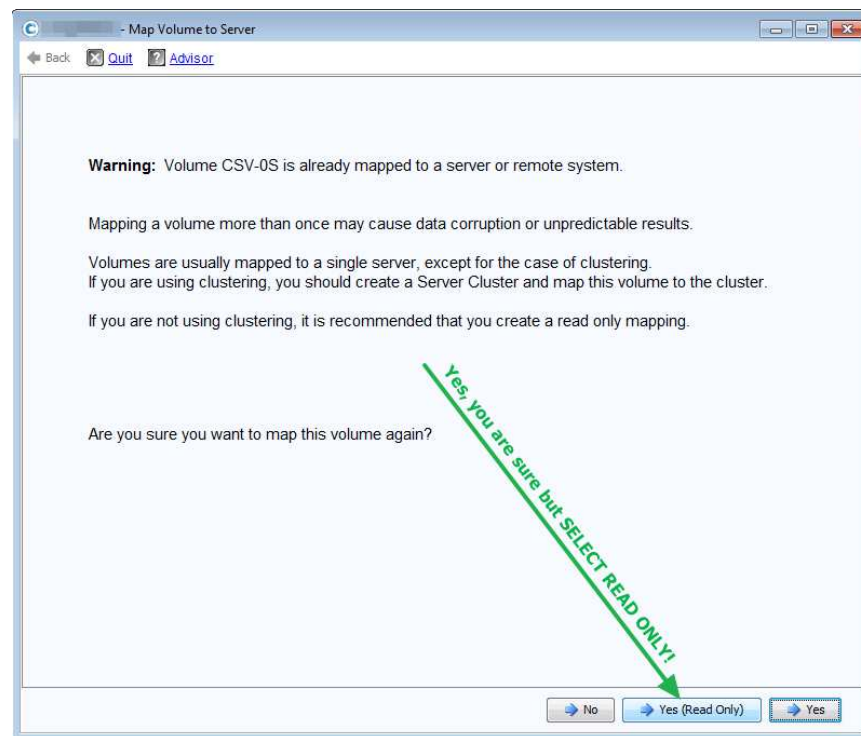 - Map Volume to Server
Back Quit Advisor
Warning: Volume CSV-0S is already mapped to a server or remote system.
Mapping a volume more than once may cause data corruption or unpredictable results.
Volumes are usually mapped to a single server, except for the case of clustering.
If you are using clustering, you should create a Server Cluster and map this volume to the cluster.
If you are not using clustering, it is recommended that you create a read only mapping.
Yes, you are sure but SELECT READ ONLY!
Are you sure you want to map this volume again?
No Yes (Read Only) Yes